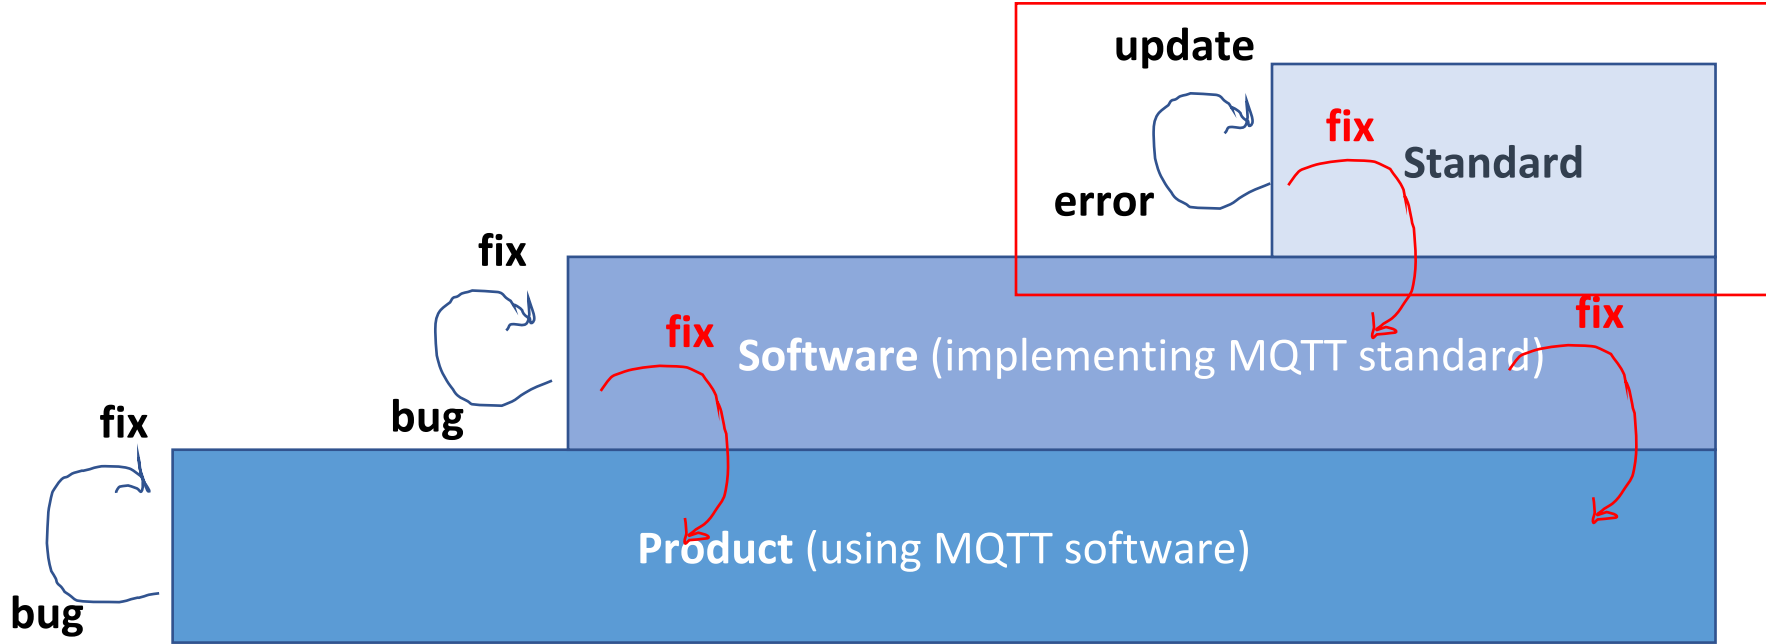 update
fix
Standard
error
fix
fix
fix
Software (implementing MQTT standard)
bug
fix
Product (using MQTT software)
bug